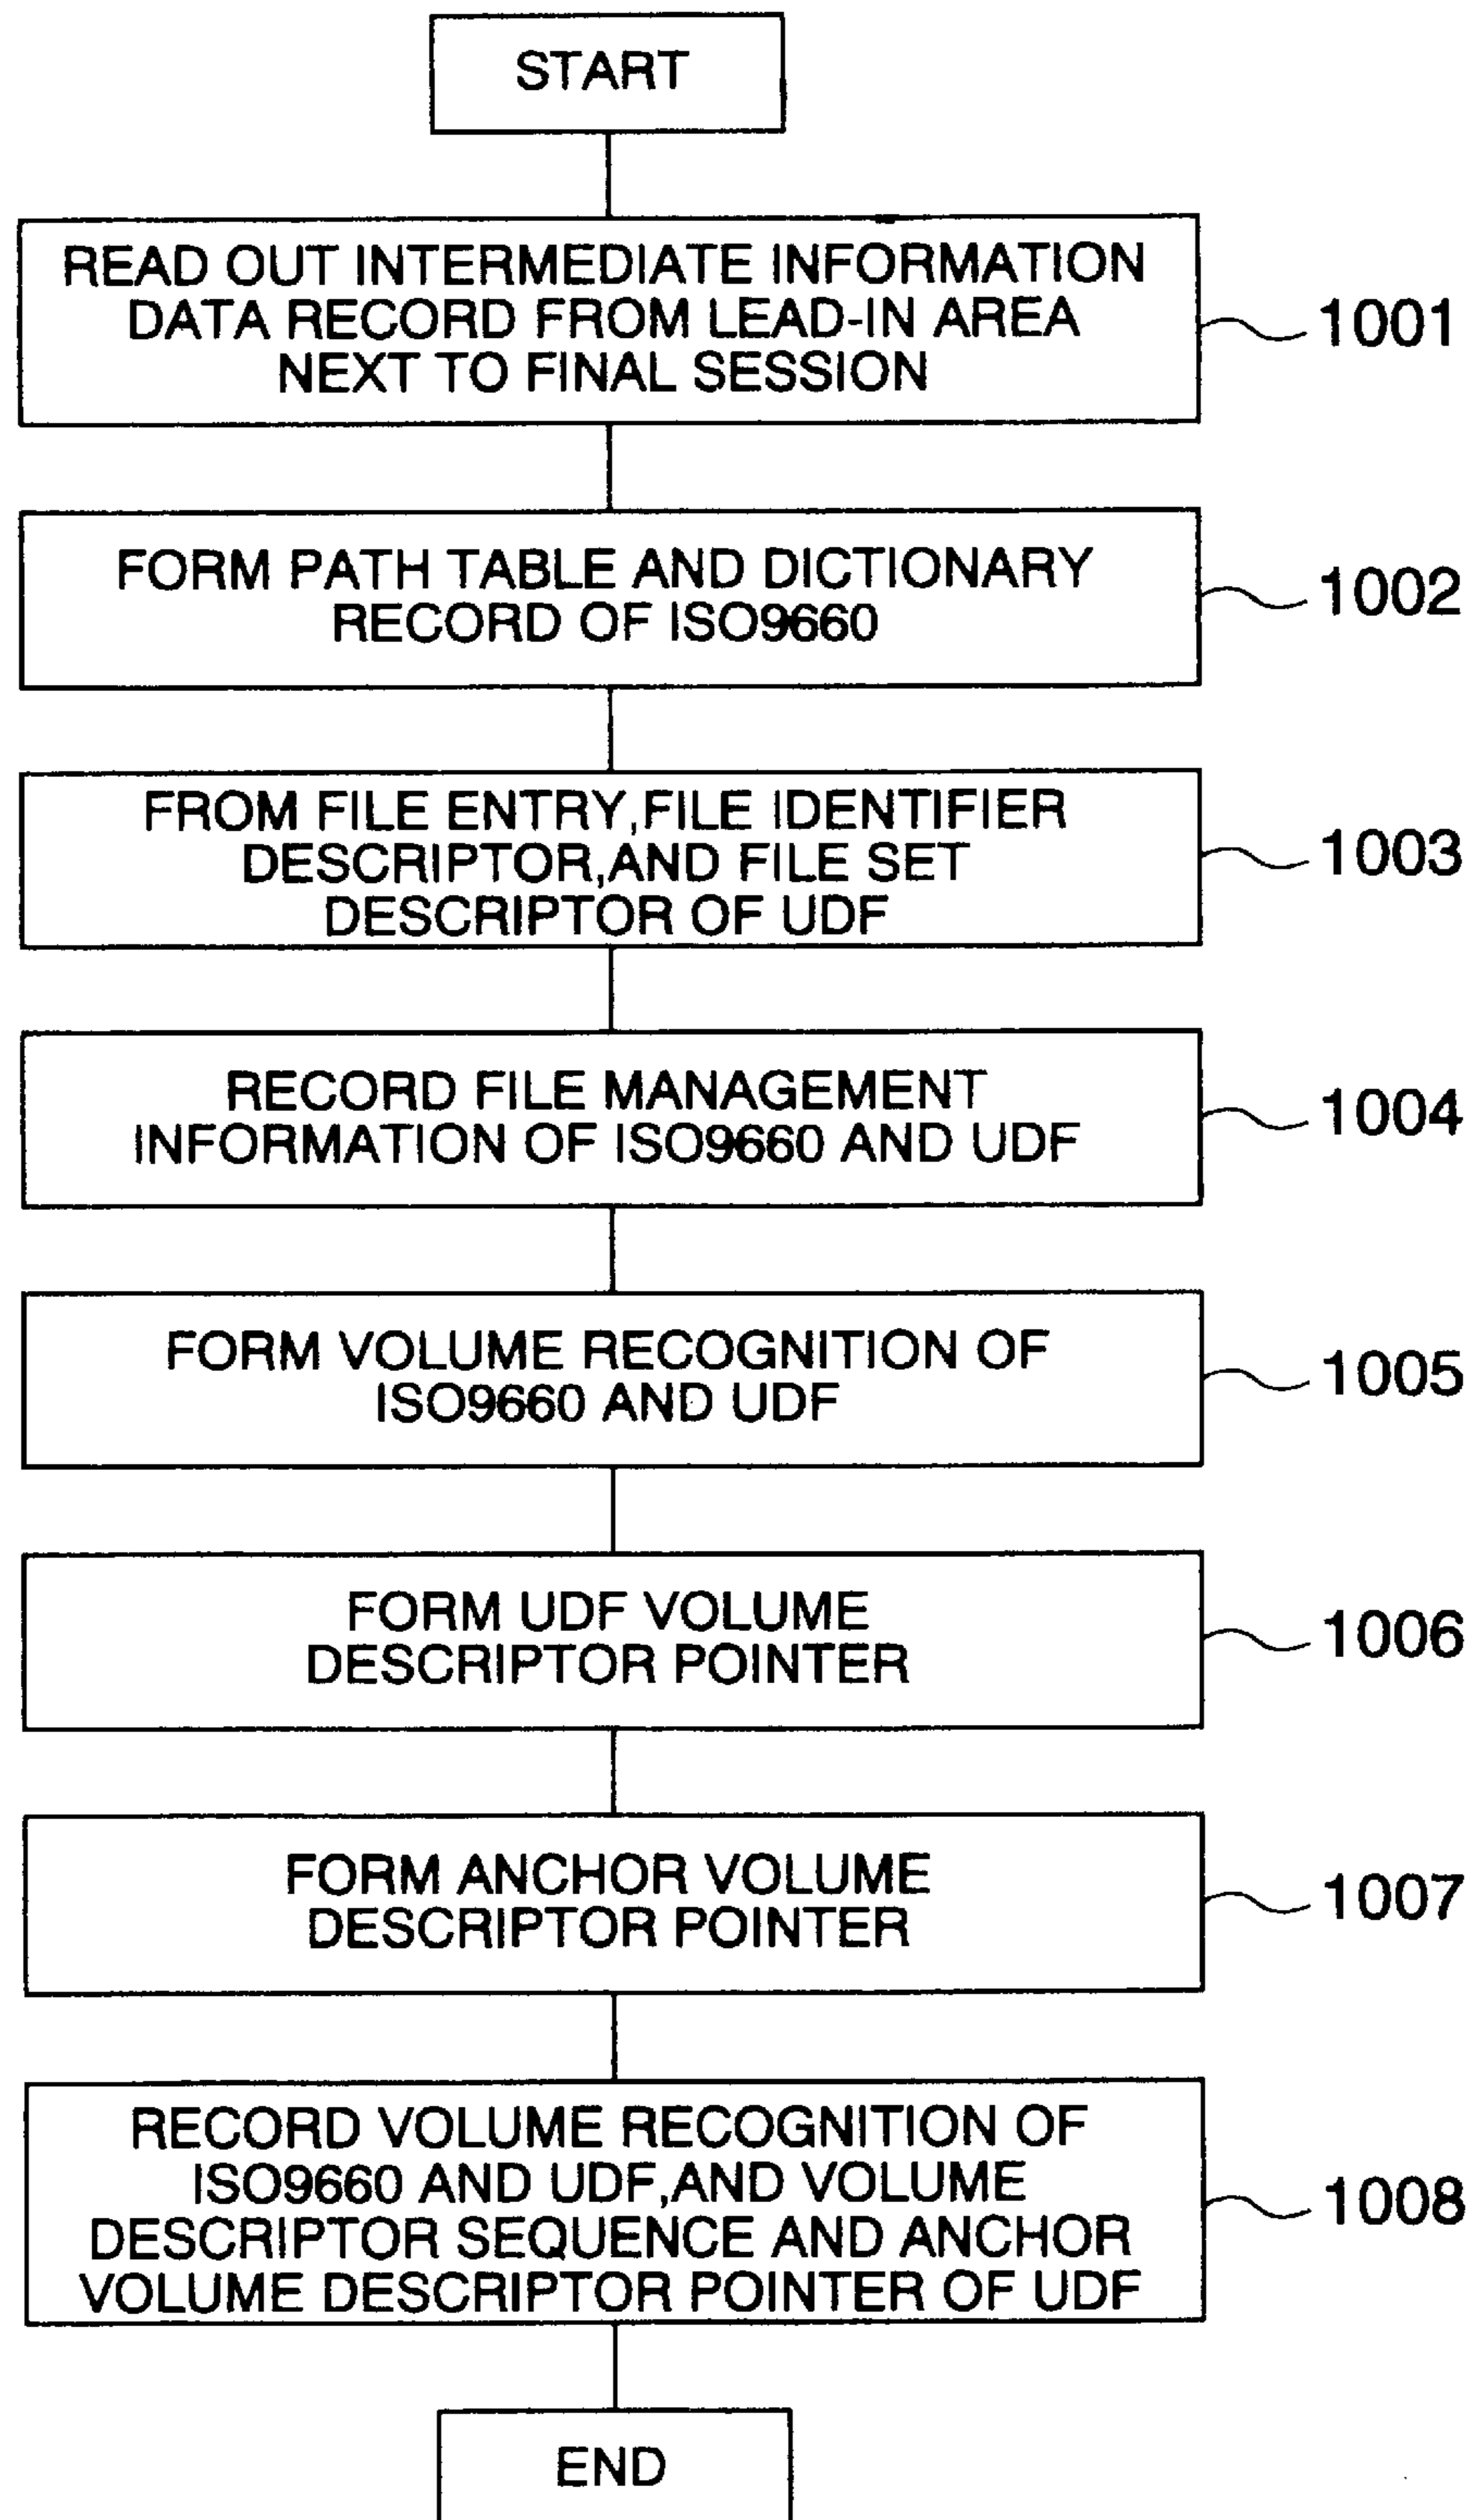 START
READ OUT INTERMEDIATE INFORMATION
DATA RECORD FROM LEAD-IN AREA
NEXT TO FINAL SESSION
1001
FORM PATH TABLE AND DICTIONARY
RECORD OF ISO9660
1002
FROM FILE ENTRY,FILE IDENTIFIER
DESCRIPTOR,AND FILE SET
DESCRIPTOR OF UDF
1003
RECORD FILE MANAGEMENT
INFORMATION OF ISO9660 AND UDF
1004
FORM VOLUME RECOGNITION OF
ISO9660 AND UDF
1005
FORM UDF VOLUME
DESCRIPTOR POINTER
1006
FORM ANCHOR VOLUME
DESCRIPTOR POINTER
1007
RECORD VOLUME RECOGNITION OF
ISO9660 AND UDF,AND VOLUME
DESCRIPTOR SEQUENCE AND ANCHOR
VOLUME DESCRIPTOR POINTER OF UDF
1008
END